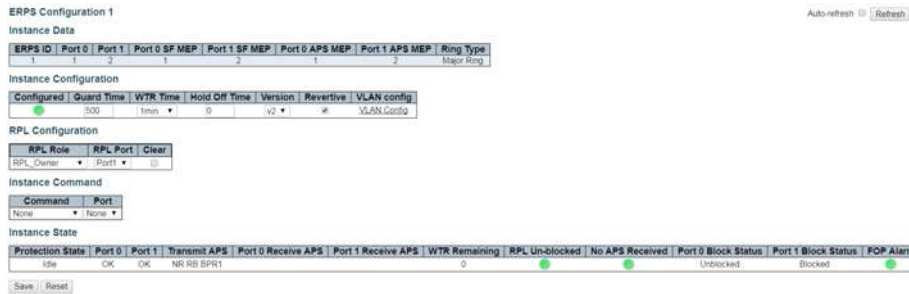 ERPS Configuration 1
Auto-refresh Refresh
Instance Data
ERPS ID Port 0 Port 1 Port 0 SF MEP Port 1 SF MEP Port 0 APS MEP Port 1 APS MEP Ring Type
1 1 2 1 2 1 2 Major Ring
Instance Configuration
Configured Guard Time WTR Time Hold Off Time Version Revertive VLAN config
500 1min 0 v2 VLAN Config
RPL Configuration
RPL Role RPL Port Clear
RPL_Owner Port1
Instance Command
Command Port
None None
Instance State
Protection State Port 0 Port 1 Transmit APS Port 0 Receive APS Port 1 Receive APS WTR Remaining RPL Un-blocked No APS Received Port 0 Block Status Port 1 Block Status FOP Alarm
Idle OK OK NR RB BPR1 0 Unblocked Blocked
Save Reset